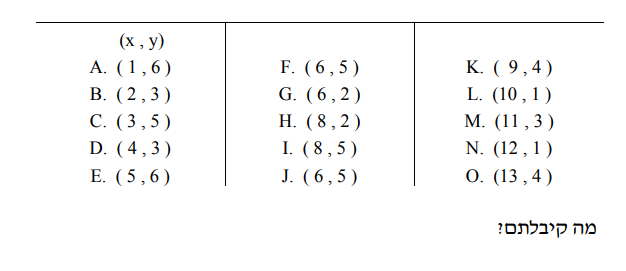 (x , y)
A. ( 1 , 6 ) F. ( 6 , 5 ) K. ( 9 , 4 )
B. ( 2 , 3 ) G. ( 6 , 2 ) L. (10 , 1 )
C. ( 3 , 5 ) H. ( 8 , 2 ) M. (11 , 3 )
D. ( 4 , 3 ) I. ( 8 , 5 ) N. (12 , 1 )
E. ( 5 , 6 ) J. ( 6 , 5 ) O. (13 , 4 )
מה קיבלתם?